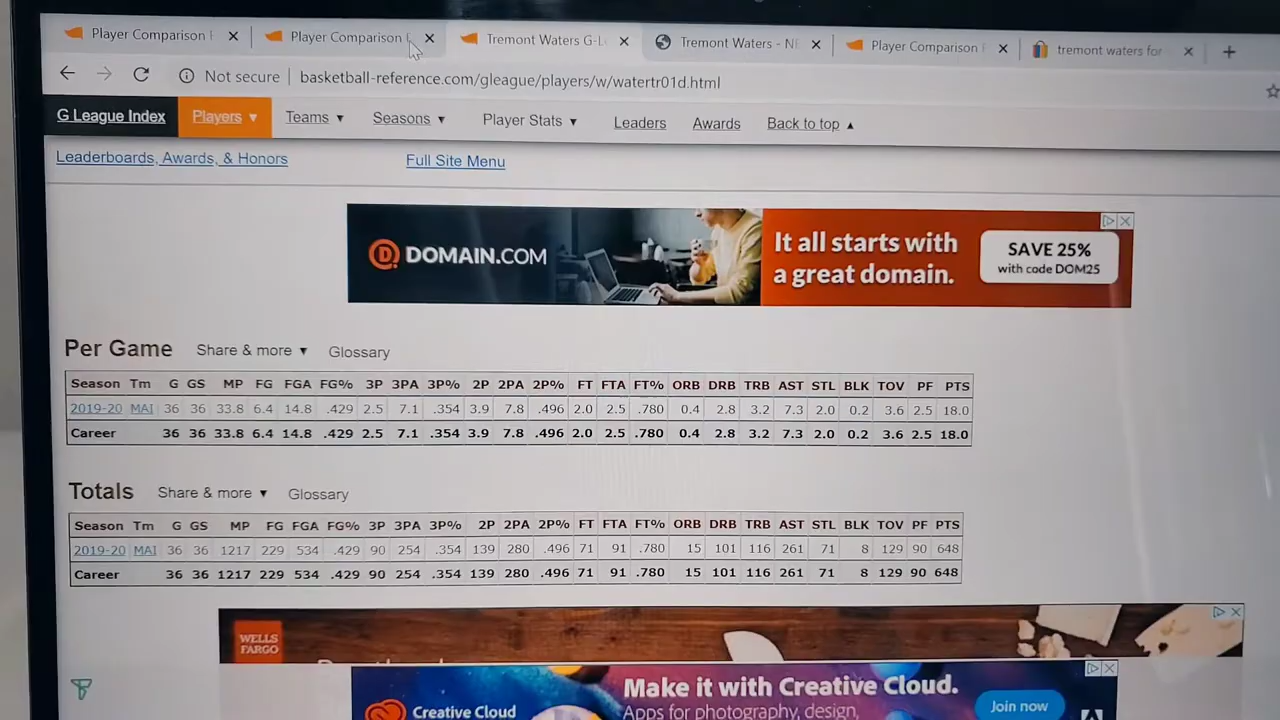 Player Comparison F
Player Comparison
Tremont Waters G-L
Tremont Waters - N
Player Comparison F
tremont waters for
Not secure | basketball-reference.com/gleague/players/w/watertr01d.html
G League Index Players ▼ Teams ▼ Seasons ▼ Player Stats ▼ Leaders Awards Back to top ▲
Leaderboards, Awards, & Honors Full Site Menu
DOMAIN.COM
It all starts with
a great domain.
SAVE 25%
with code DOM25
Per Game Share & more ▼ Glossary
Season Tm G GS MP FG FGA FG% 3P 3PA 3P% 2P 2PA 2P% FT FTA FT% ORB DRB TRB AST STL BLK TOV PF PTS
2019-20 MAI 36 36 33.8 6.4 14.8 .429 2.5 7.1 .354 3.9 7.8 .496 2.0 2.5 .780 0.4 2.8 3.2 7.3 2.0 0.2 3.6 2.5 18.0
Career 36 36 33.8 6.4 14.8 .429 2.5 7.1 .354 3.9 7.8 .496 2.0 2.5 .780 0.4 2.8 3.2 7.3 2.0 0.2 3.6 2.5 18.0
Totals Share & more ▼ Glossary
Season Tm G GS MP FG FGA FG% 3P 3PA 3P% 2P 2PA 2P% FT FTA FT% ORB DRB TRB AST STL BLK TOV PF PTS
2019-20 MAI 36 36 1217 229 534 .429 90 254 .354 139 280 .496 71 91 .780 15 101 116 261 71 8 129 90 648
Career 36 36 1217 229 534 .429 90 254 .354 139 280 .496 71 91 .780 15 101 116 261 71 8 129 90 648
WELLS
FARGO
Make it with Creative Cloud.
Creative Cloud
Apps for photography, design,
Join now